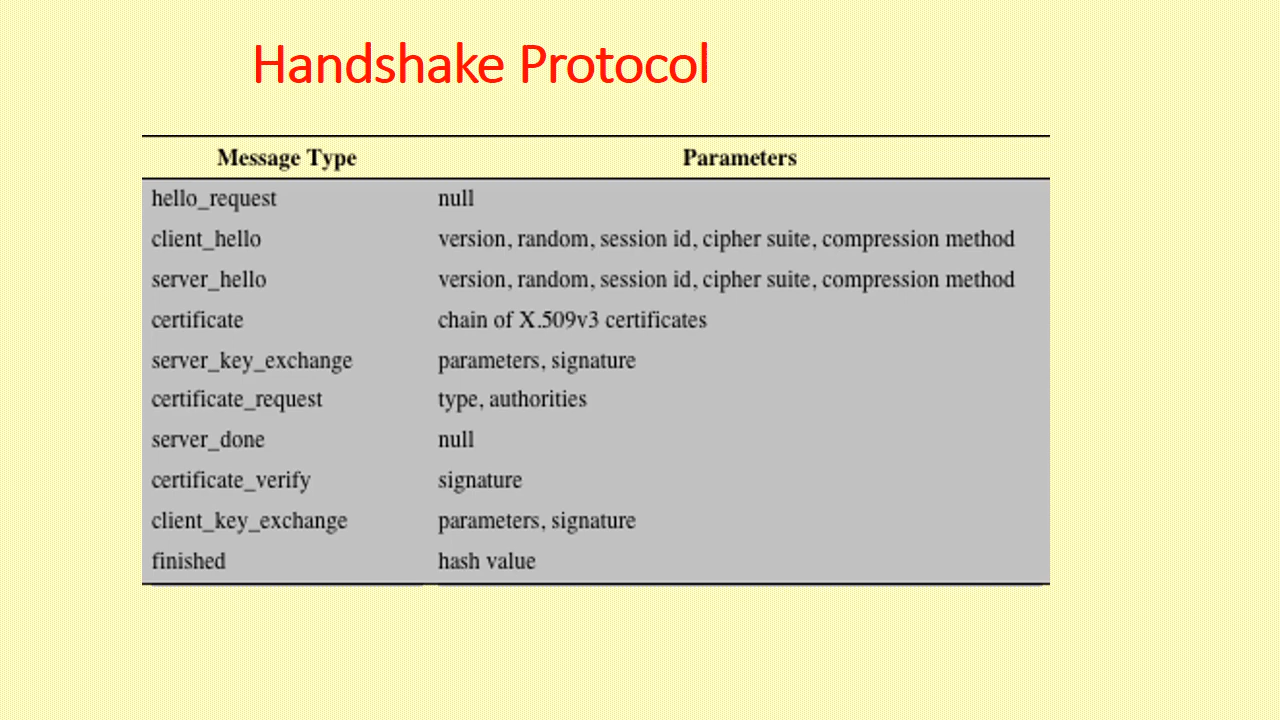 Handshake Protocol
Message Type Parameters
hello_request null
client_hello version, random, session id, cipher suite, compression method
server_hello version, random, session id, cipher suite, compression method
certificate chain of X.509v3 certificates
server_key_exchange parameters, signature
certificate_request type, authorities
server_done null
certificate_verify signature
client_key_exchange parameters, signature
finished hash value